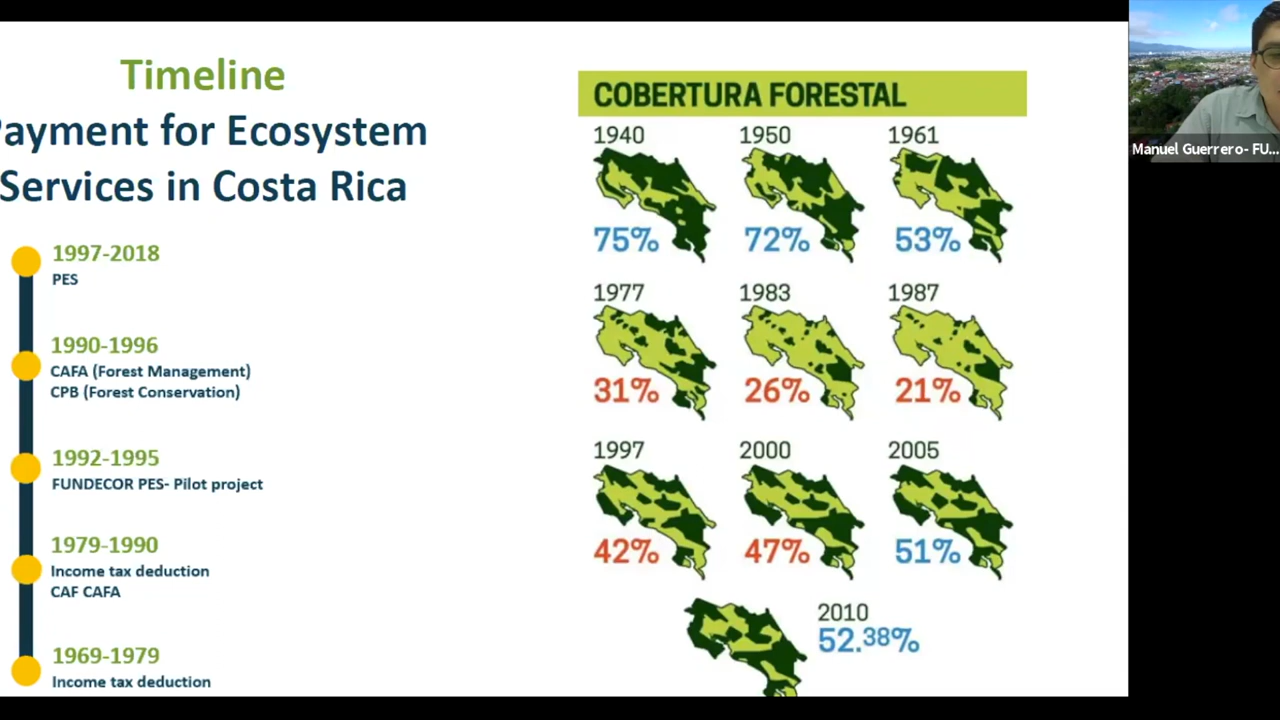 Timeline
Payment for Ecosystem
Services in Costa Rica
1997-2018
PES
1990-1996
CAFA (Forest Management)
CPB (Forest Conservation)
1992-1995
FUNDECOR PES- Pilot project
1979-1990
Income tax deduction
CAF CAFA
1969-1979
Income tax deduction
COBERTURA FORESTAL
1940 1950 1961
75% 72% 53%
1977 1983 1987
31% 26% 21%
1997 2000 2005
42% 47% 51%
2010
52.38%
Manuel Guerrero- FU...